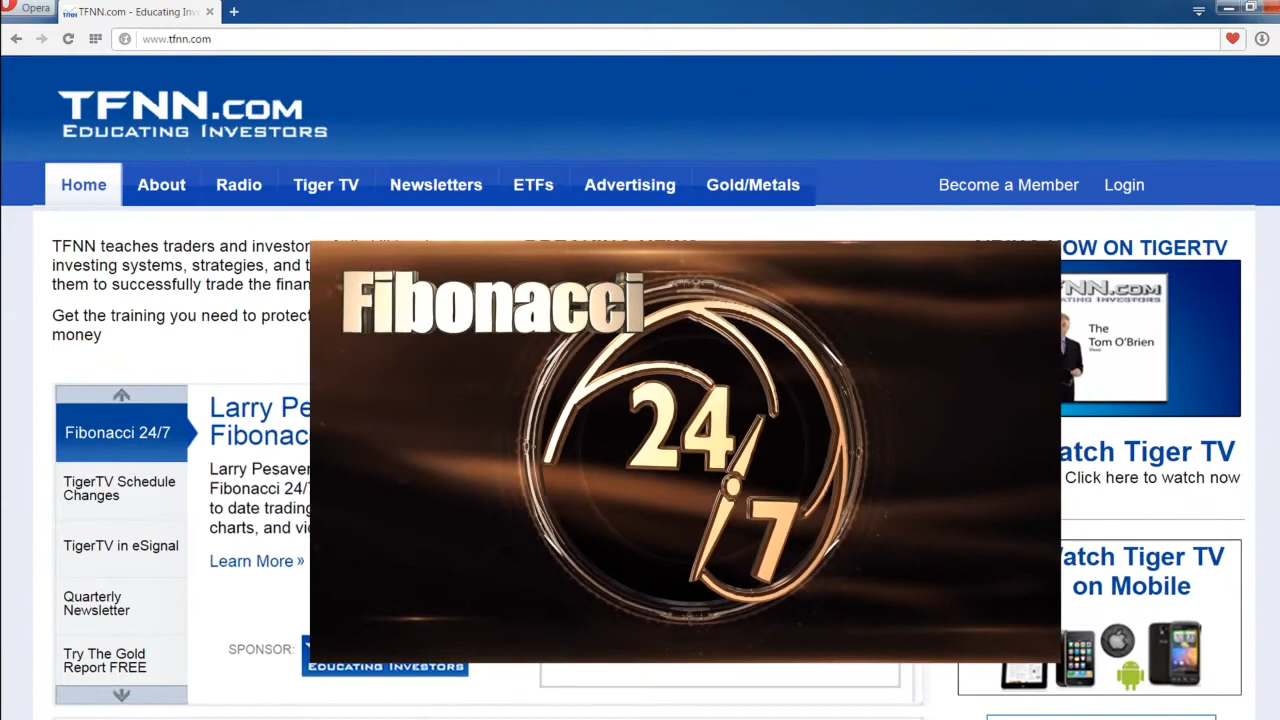 Opera
TFNN.com - Educating Inv
www.tfnn.com
TFNN.COM
EDUCATING INVESTORS
Home
About
Radio
Tiger TV
Newsletters
ETFs
Advertising
Gold/Metals
Become a Member
Login
TFNN teaches traders and investor
investing systems, strategies, and t
them to successfully trade the finan
Get the training you need to protect
money
NOW ON TIGERTV
The
Tom O'Brien
Show
Fibonacci
24
7
Fibonacci 24/7
TigerTV Schedule
Changes
TigerTV in eSignal
Quarterly
Newsletter
Try The Gold
Report FREE
Larry Pe
Fibonac
Larry Pesaver
Fibonacci 24/7
to date trading
charts, and vi
Learn More »
SPONSOR:
EDUCATING INVESTORS
atch Tiger TV
Click here to watch now
atch Tiger TV
on Mobile